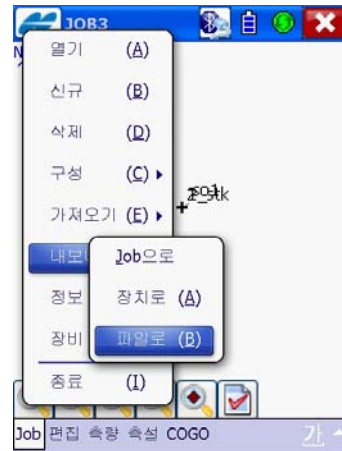 JOB3
열기 (A)
신규 (B)
삭제 (D)
구성 (C)
가져오기 (E)
내보
Job으로
정보
장치로 (A)
장비
파일로 (B)
종료 (I)
Job 편집 측량 측설 COGO 가